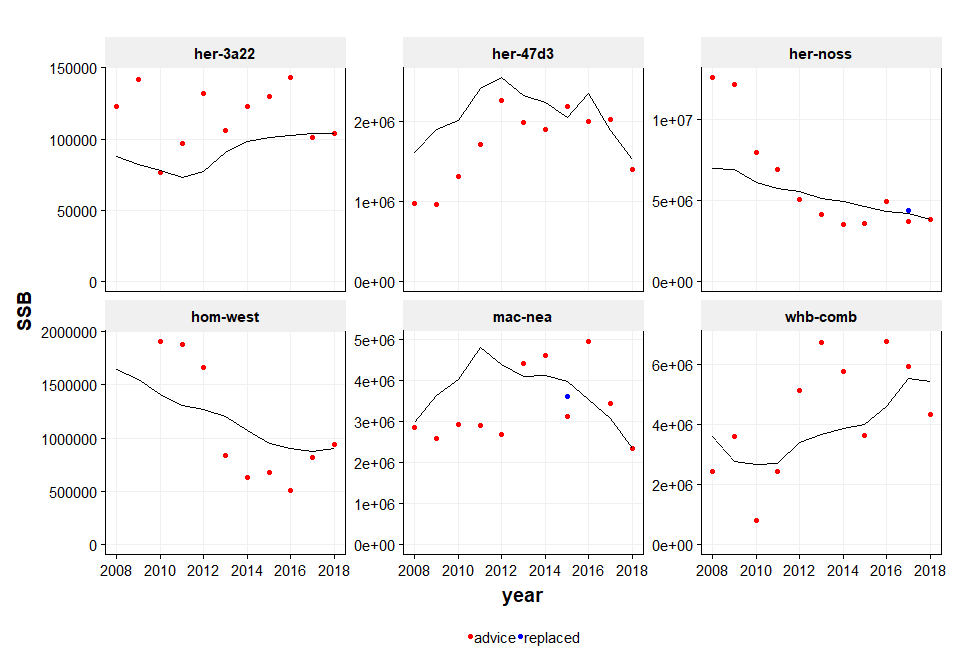 her-3a22 her-47d3 her-noss
150000
100000
50000
0
2e+06
1e+06
0e+00
1e+07
5e+06
0e+00
SSB
hom-west mac-nea whb-comb
2000000
1500000
1000000
500000
0
5e+06
4e+06
3e+06
2e+06
1e+06
0e+00
6e+06
4e+06
2e+06
0e+00
2008 2010 2012 2014 2016 2018 2008 2010 2012 2014 2016 2018 2008 2010 2012 2014 2016 2018
year
advice replaced